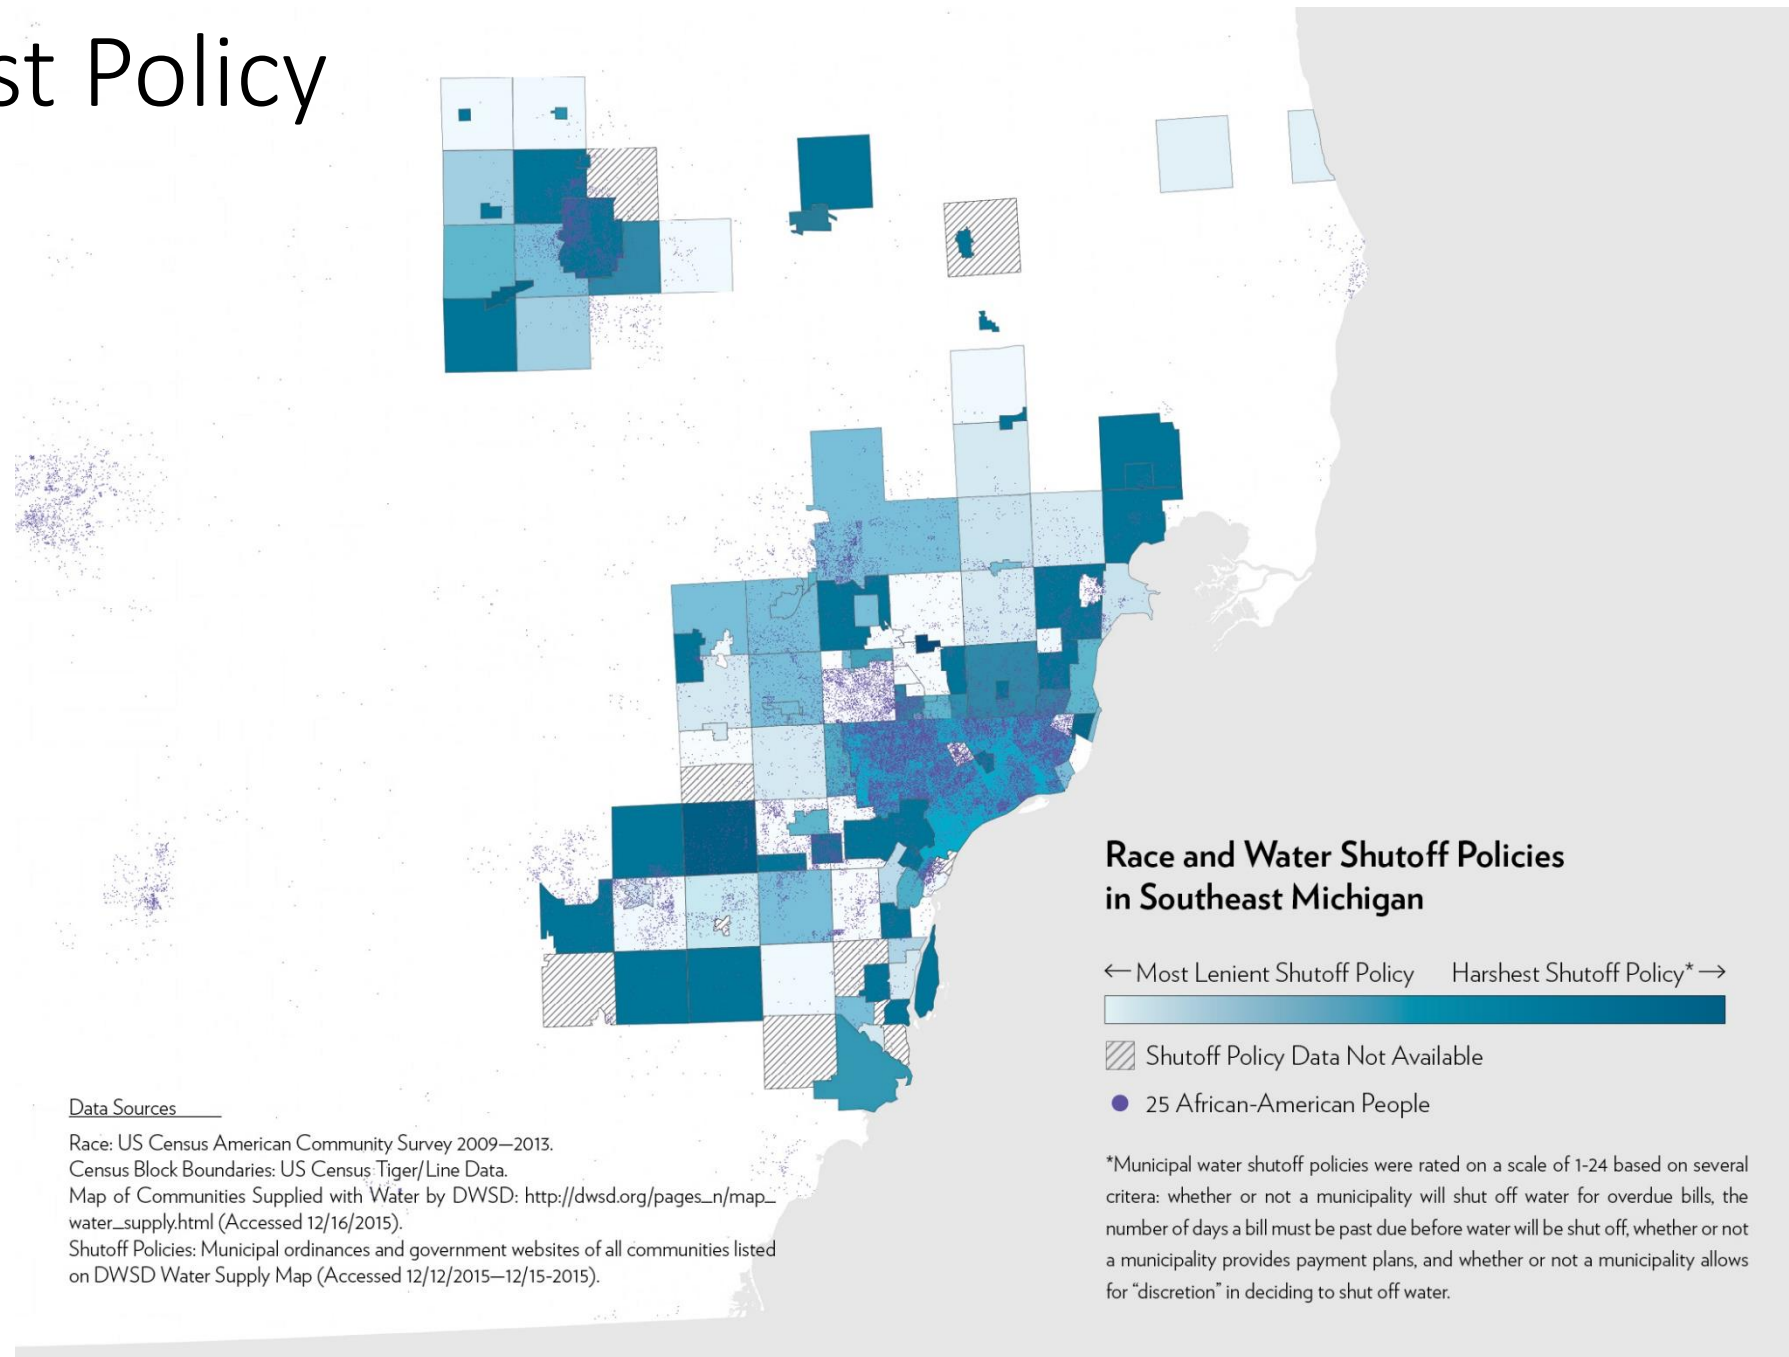 st Policy
Race and Water Shutoff Policies
in Southeast Michigan
← Most Lenient Shutoff Policy Harshest Shutoff Policy* →
Shutoff Policy Data Not Available
25 African-American People
*Municipal water shutoff policies were rated on a scale of 1-24 based on several
critera: whether or not a municipality will shut off water for overdue bills, the
number of days a bill must be past due before water will be shut off, whether or not
a municipality provides payment plans, and whether or not a municipality allows
for “discretion” in deciding to shut off water.
Data Sources
Race: US Census American Community Survey 2009—2013.
Census Block Boundaries: US Census Tiger/Line Data.
Map of Communities Supplied with Water by DWSD: http://dwsd.org/pages_n/map_
water_supply.html (Accessed 12/16/2015).
Shutoff Policies: Municipal ordinances and government websites of all communities listed
on DWSD Water Supply Map (Accessed 12/12/2015—12/15-2015).